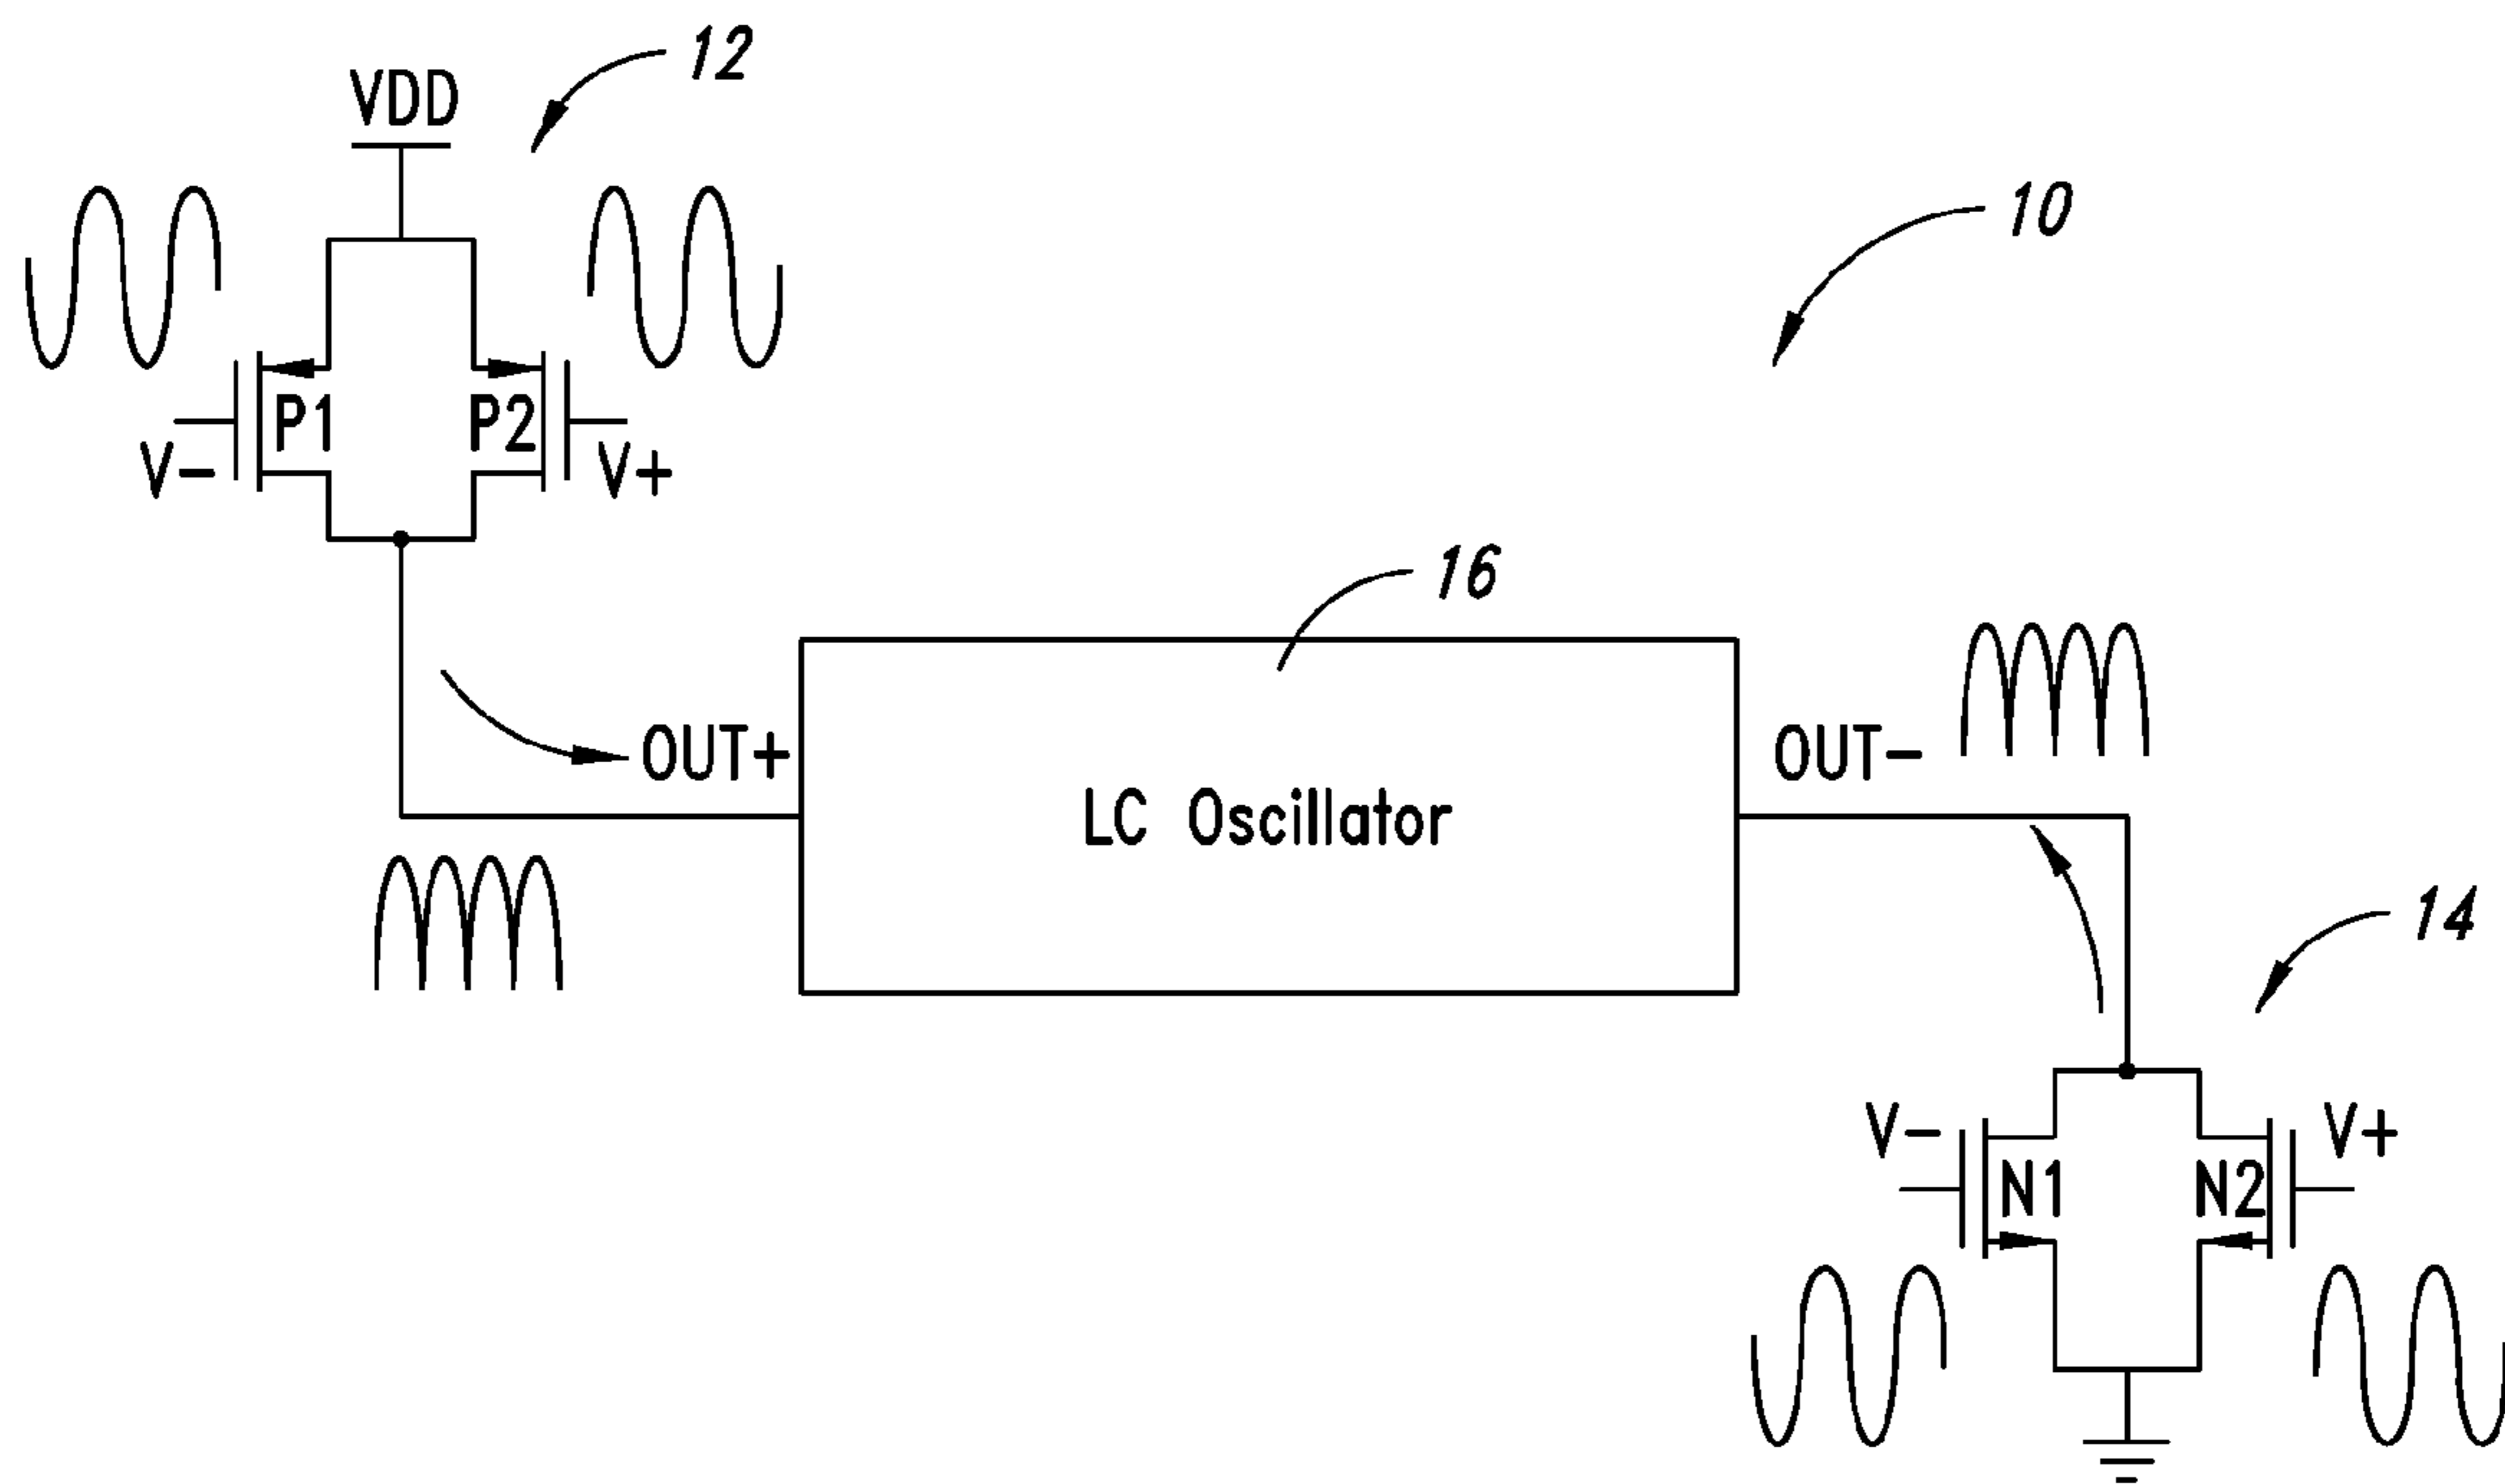 12
VDD
10
P1
P2
V-
V+
16
OUT+
OUT-
LC Oscillator
14
V-
V+
N1
N2